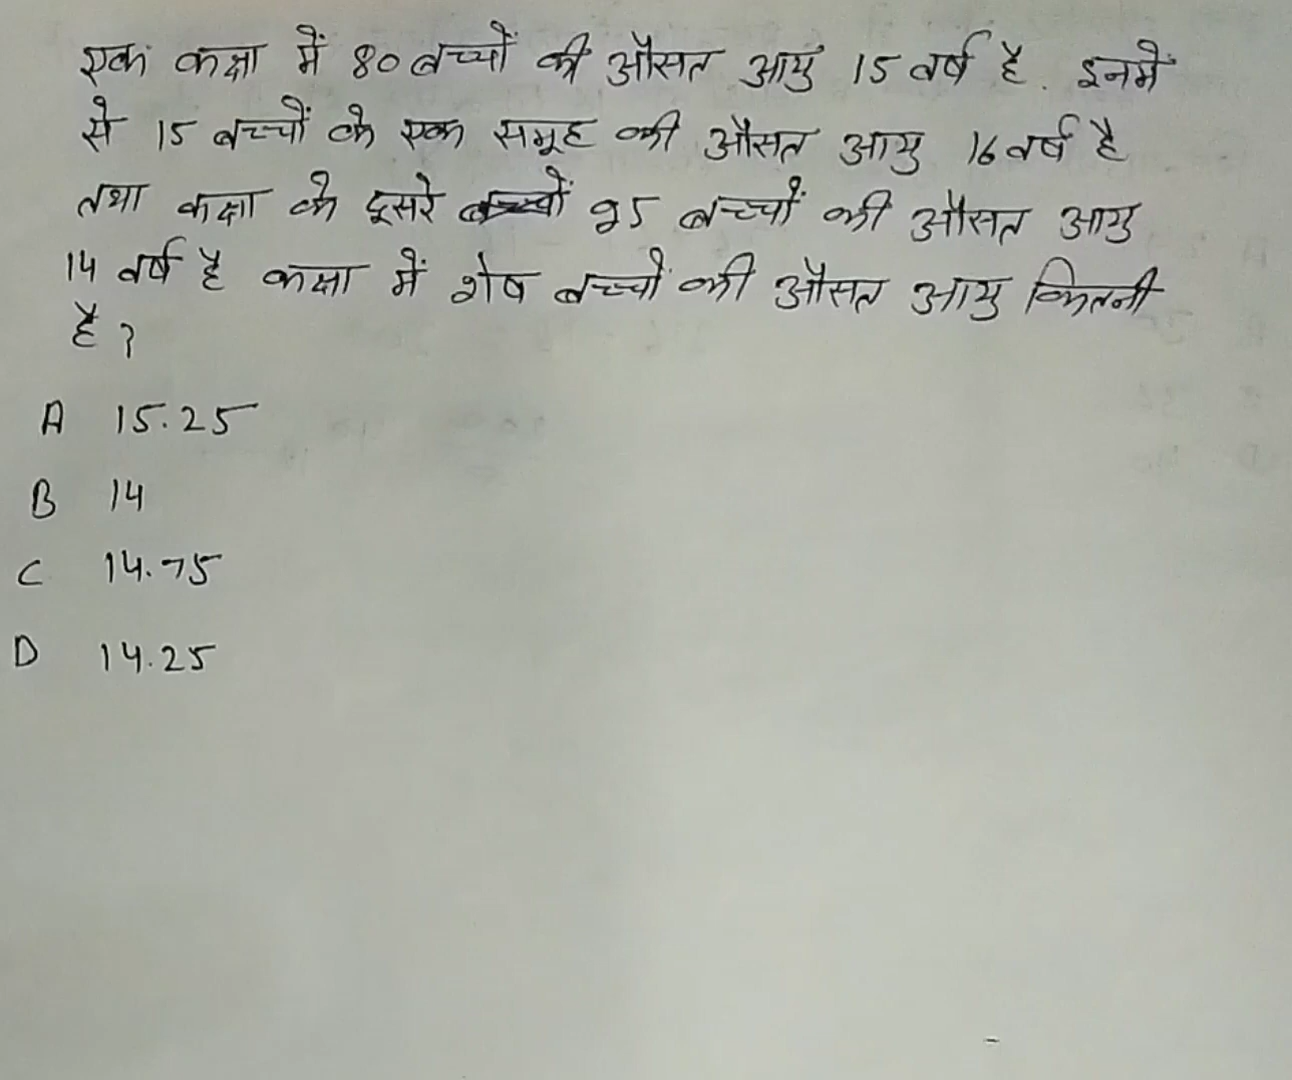 एक कक्षा में 80 बच्चों की औसत आयु 15 वर्ष है. इनमें
से 15 बच्चों के एक समूह की औसत आयु 16 वर्ष है
तथा कक्षा के दूसरे बच्चों 25 बच्चों की औसत आयु
14 वर्ष है कक्षा में शेष बच्चों की औसत आयु कितनी
है ?
A 15.25
B 14
C 14.75
D 14.25